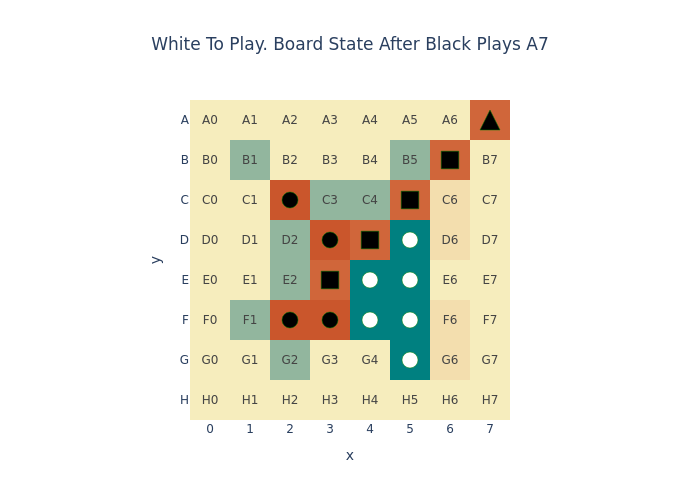 White To Play. Board State After Black Plays A7
A A0 A1 A2 A3 A4 A5 A6
B B0 B1 B2 B3 B4 B5 B7
C C0 C1 C3 C4 C6 C7
D D0 D1 D2 D6 D7
E E0 E1 E2 E6 E7
F F0 F1 F6 F7
G G0 G1 G2 G3 G4 G6 G7
H H0 H1 H2 H3 H4 H5 H6 H7
0 1 2 3 4 5 6 7
x
y